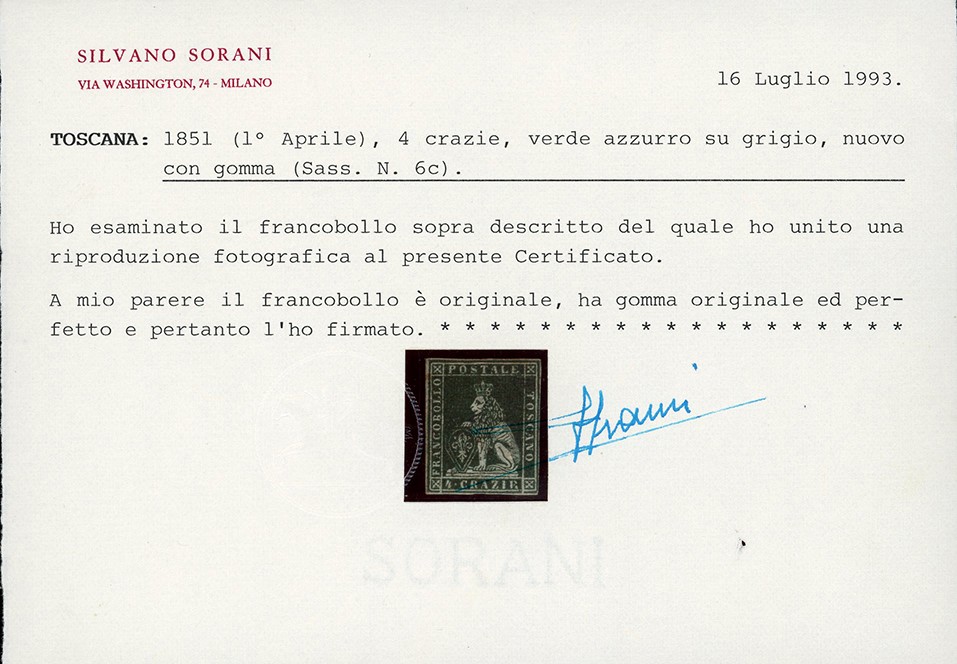 SILVANO SORANI
VIA WASHINGTON, 74 - MILANO
16 Luglio 1993.
TOSCANA: 1851 (1° Aprile), 4 crazie, verde azzurro su grigio, nuovo
con gomma (Sass. N. 6c).
Ho esaminato il francobollo sopra descritto del quale ho unito una
riproduzione fotografica al presente Certificato.
A mio parere il francobollo è originale, ha gomma originale ed per-
fetto e pertanto l'ho firmato. * * * * * * * * * * * * * * * * * * *
FRANCOBOLLO
POSTALE
TOSCANO
4·CRAZIE
SSorani
SORANI